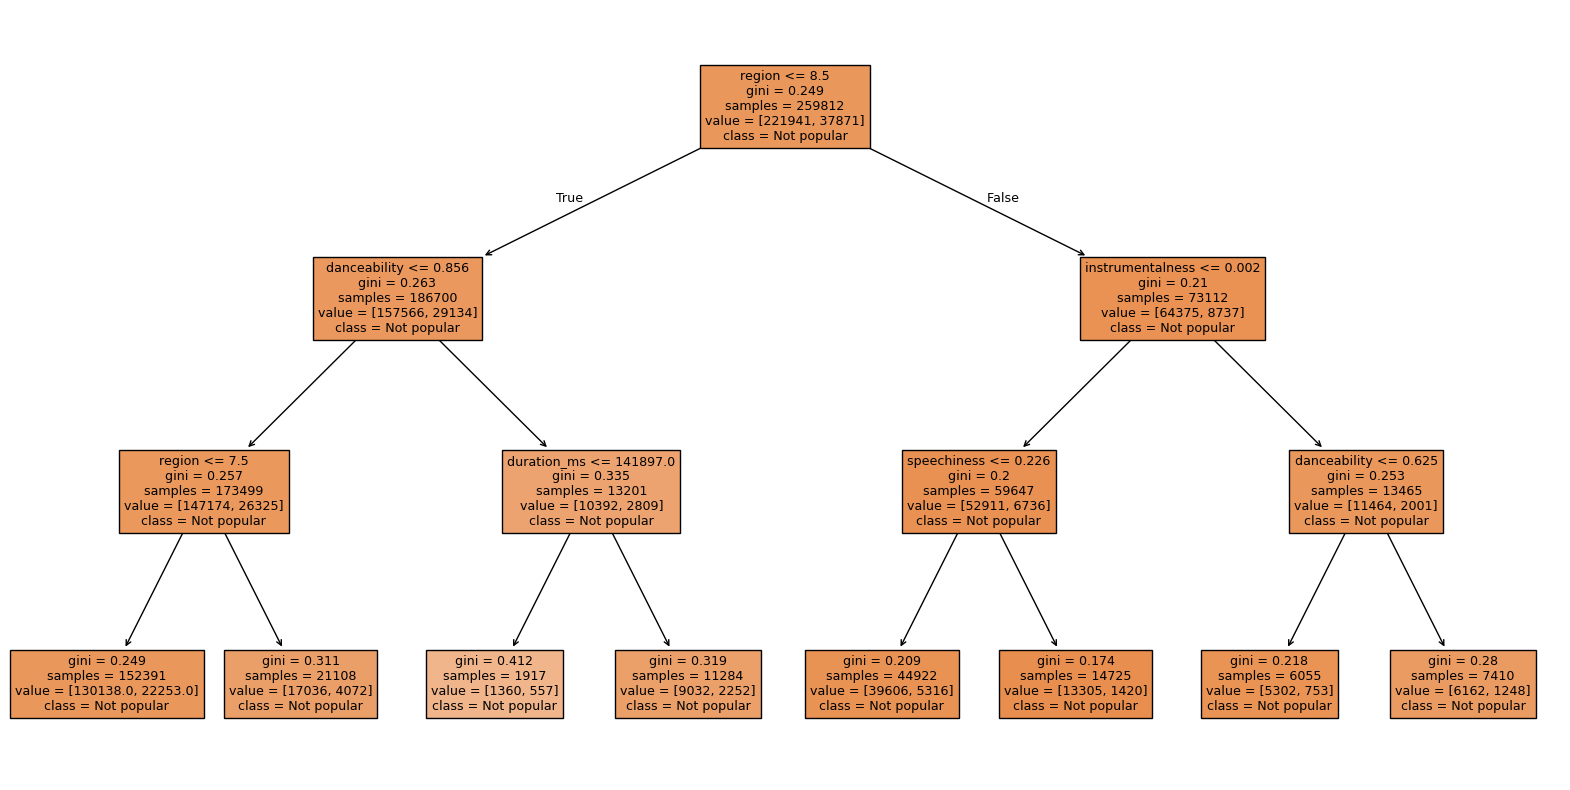 region <= 8.5
gini = 0.249
samples = 259812
value = [221941, 37871]
class = Not popular
True
False
danceability <= 0.856
gini = 0.263
samples = 186700
value = [157566, 29134]
class = Not popular
instrumentalness <= 0.002
gini = 0.21
samples = 73112
value = [64375, 8737]
class = Not popular
region <= 7.5
gini = 0.257
samples = 173499
value = [147174, 26325]
class = Not popular
duration_ms <= 141897.0
gini = 0.335
samples = 13201
value = [10392, 2809]
class = Not popular
speechiness <= 0.226
gini = 0.2
samples = 59647
value = [52911, 6736]
class = Not popular
danceability <= 0.625
gini = 0.253
samples = 13465
value = [11464, 2001]
class = Not popular
gini = 0.249
samples = 152391
value = [130138.0, 22253.0]
class = Not popular
gini = 0.311
samples = 21108
value = [17036, 4072]
class = Not popular
gini = 0.412
samples = 1917
value = [1360, 557]
class = Not popular
gini = 0.319
samples = 11284
value = [9032, 2252]
class = Not popular
gini = 0.209
samples = 44922
value = [39606, 5316]
class = Not popular
gini = 0.174
samples = 14725
value = [13305, 1420]
class = Not popular
gini = 0.218
samples = 6055
value = [5302, 753]
class = Not popular
gini = 0.28
samples = 7410
value = [6162, 1248]
class = Not popular